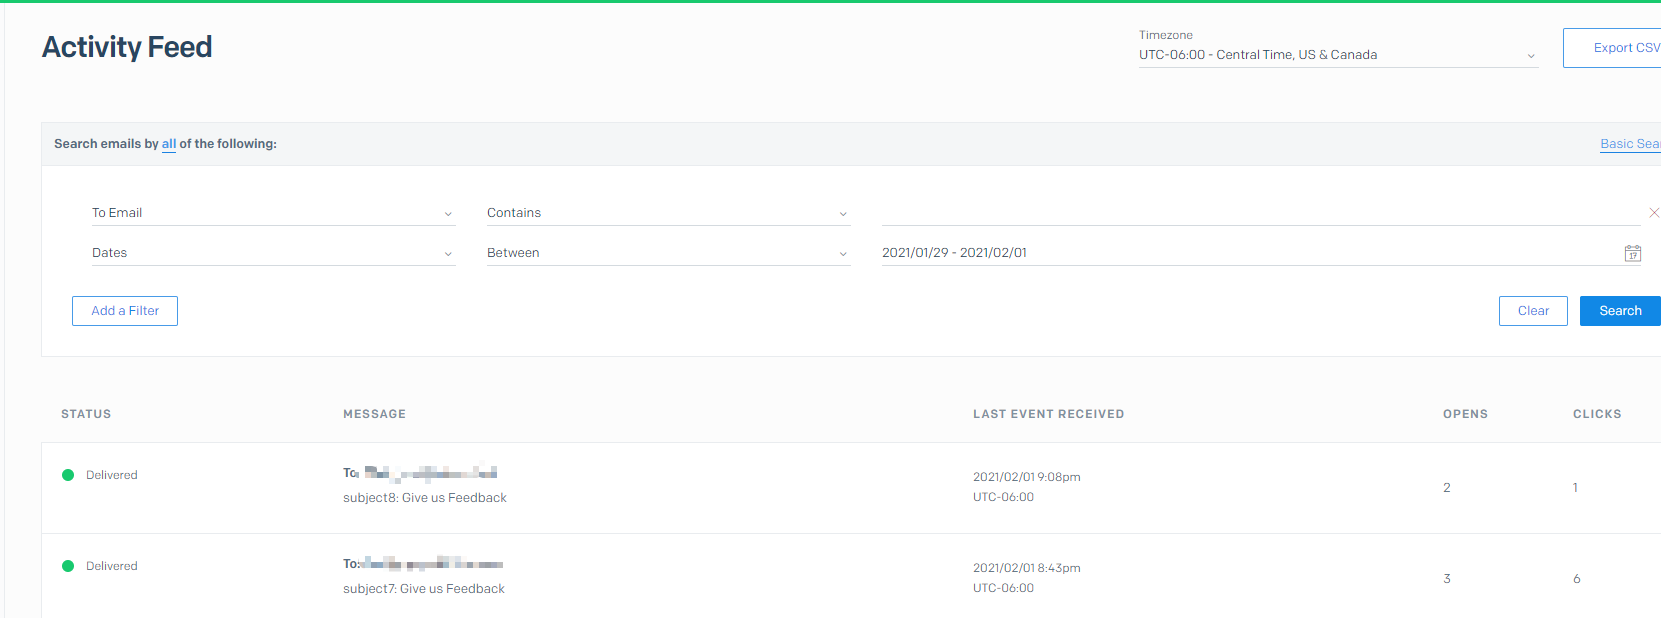 Activity Feed
Timezone
UTC-06:00 - Central Time, US & Canada
Export CSV
Search emails by all of the following:
Basic Sea
To Email Contains
Dates Between 2021/01/29 - 2021/02/01
17
Add a Filter Clear Search
STATUS MESSAGE LAST EVENT RECEIVED OPENS CLICKS
Delivered
To:
subject8: Give us Feedback
2021/02/01 9:08pm
UTC-06:00
2 1
Delivered
To:
subject7: Give us Feedback
2021/02/01 8:43pm
UTC-06:00
3 6